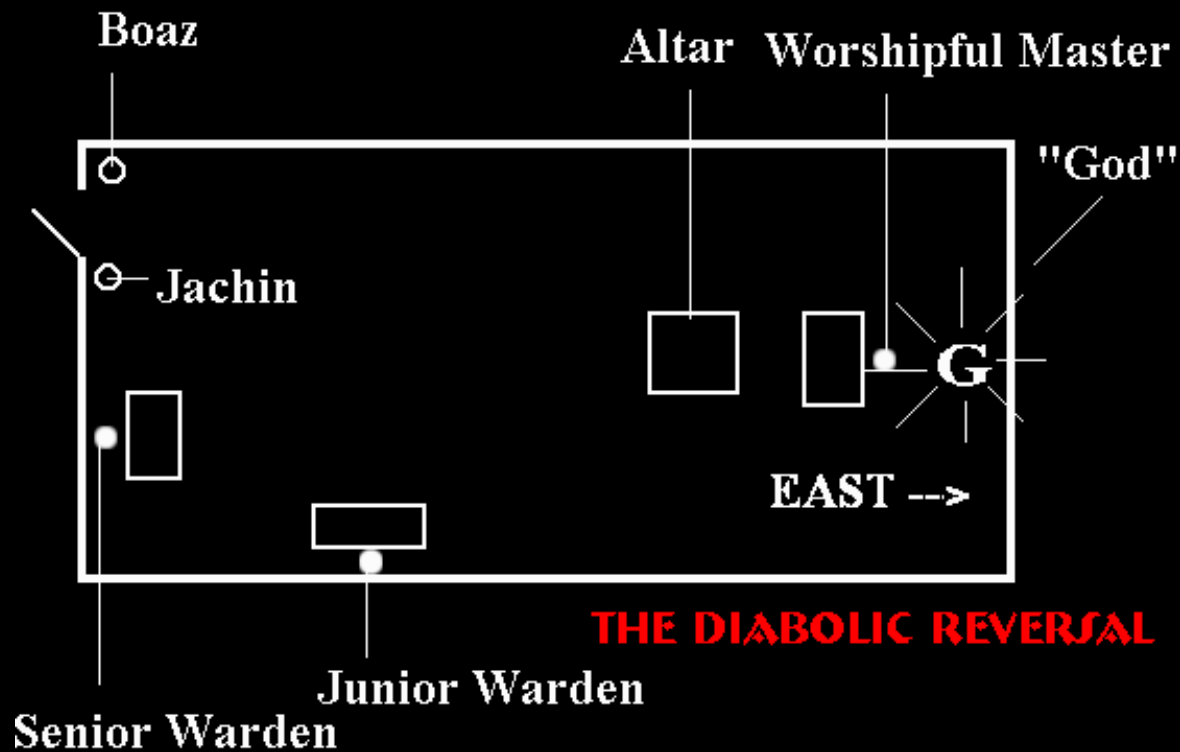 Boaz
Altar
Worshipful Master
"God"
Jachin
G
EAST -->
THE DIABOLIC REVERSAL
Junior Warden
Senior Warden